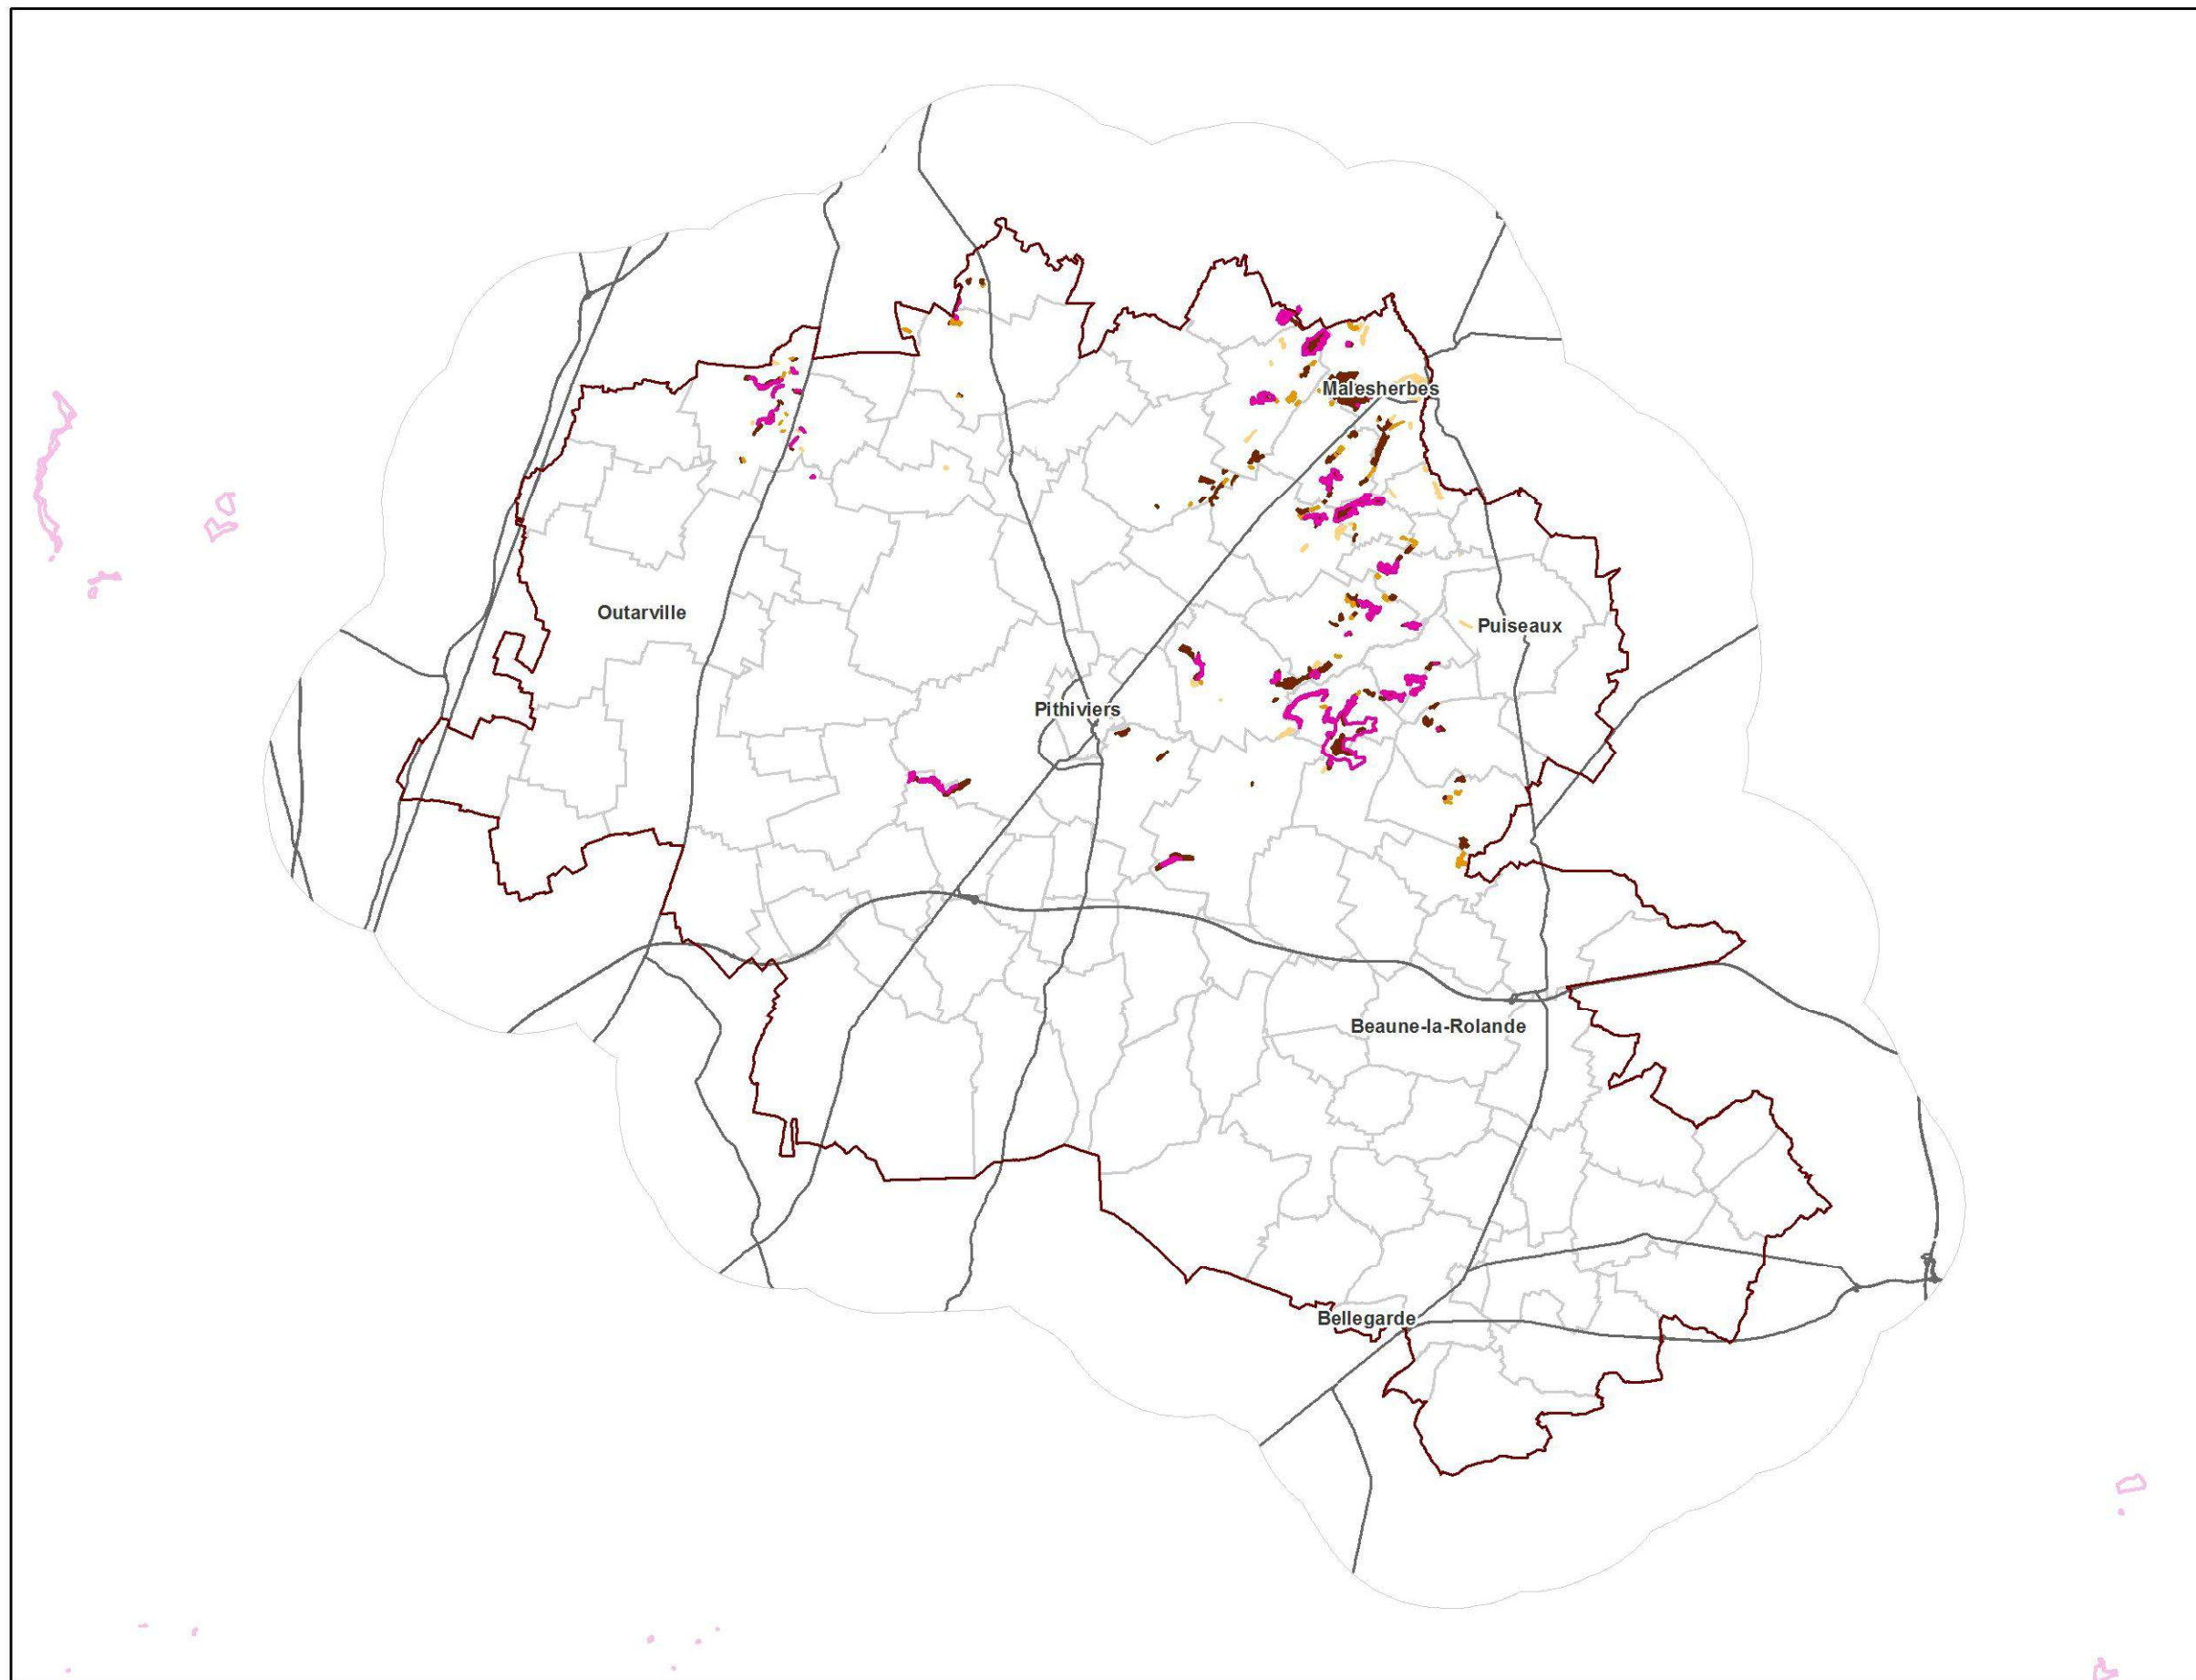 Malesherbes
Outarville
Puiseaux
Pithiviers
Beaune-la-Rolande
Bellegarde